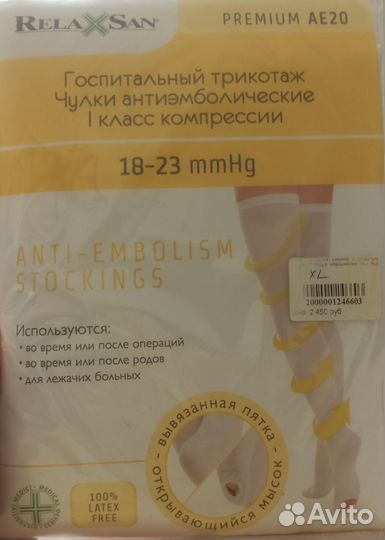 RELAXSAN
PREMIUM AE20
Госпитальный трикотаж
Чулки антиэмболические
I класс компрессии
18-23 mmHg
ANTI-EMBOLISM
STOCKINGS
XL
2000001246603
2 450 руб
Используются:
• во время или после операций
• во время или после родов
• для лежачих больных
вывязанная пятка -
открывающийся мысок -
100%
LATEX
FREE
Avito